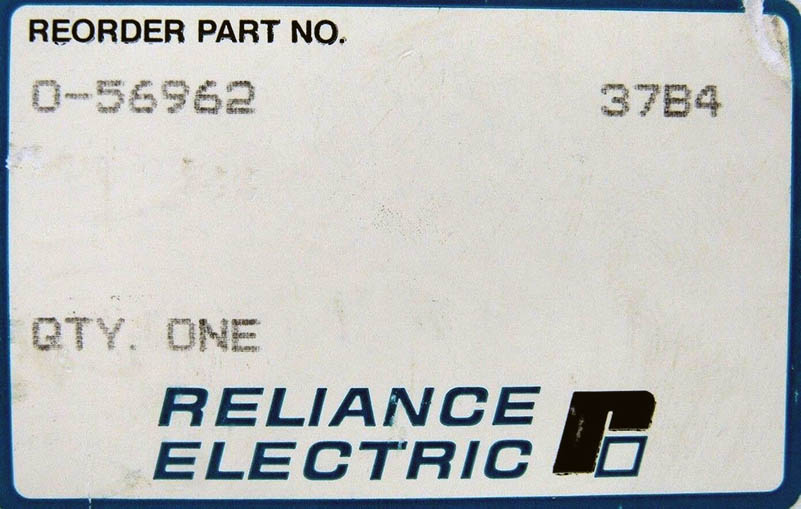 REORDER PART NO.
0-56962 37B4
QTY. ONE
RELIANCE
ELECTRIC